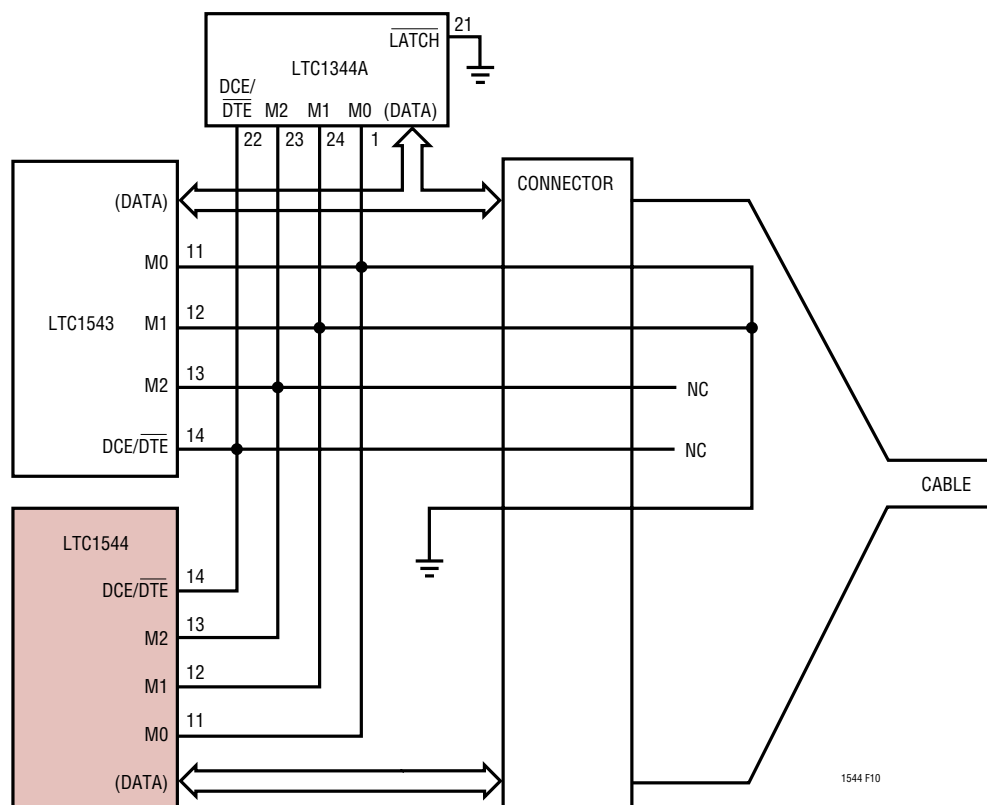 21
LATCH
LTC1344A
DCE/
DTE M2 M1 M0 (DATA)
22 23 24 1
CONNECTOR
(DATA)
11
M0
12
LTC1543 M1
13
M2 NC
14
DCE/DTE NC
CABLE
LTC1544
14
DCE/DTE
13
M2
12
M1
11
M0
(DATA)
1544 F10